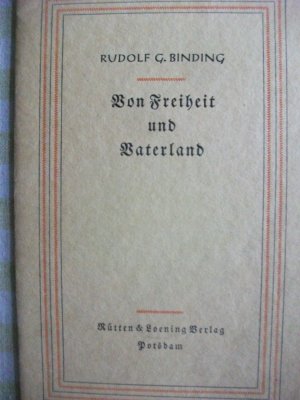 RUDOLF G. BINDING
Von Freiheit
und
Vaterland
Rütten & Loening Verlag
Potsdam